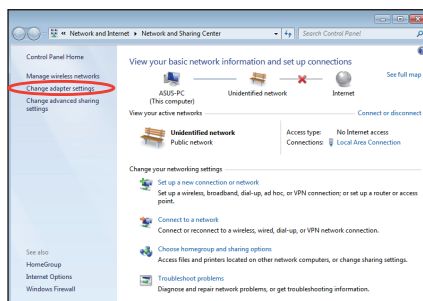 « Network and Internet ▸ Network and Sharing Center
Search Control Panel
Control Panel Home
Manage wireless networks
Change adapter settings
Change advanced sharing
settings
See also
HomeGroup
Internet Options
Windows Firewall
View your basic network information and set up connections
See full map
ASUS-PC
(This computer)
Unidentified network
Internet
View your active networks
Connect or disconnect
Unidentified network
Public network
Access type: No Internet access
Connections: Local Area Connection
Change your networking settings
Set up a new connection or network
Set up a wireless, broadband, dial-up, ad hoc, or VPN connection; or set up a router or access
point.
Connect to a network
Connect or reconnect to a wireless, wired, dial-up, or VPN network connection.
Choose homegroup and sharing options
Access files and printers located on other network computers, or change sharing settings.
Troubleshoot problems
Diagnose and repair network problems, or get troubleshooting information.